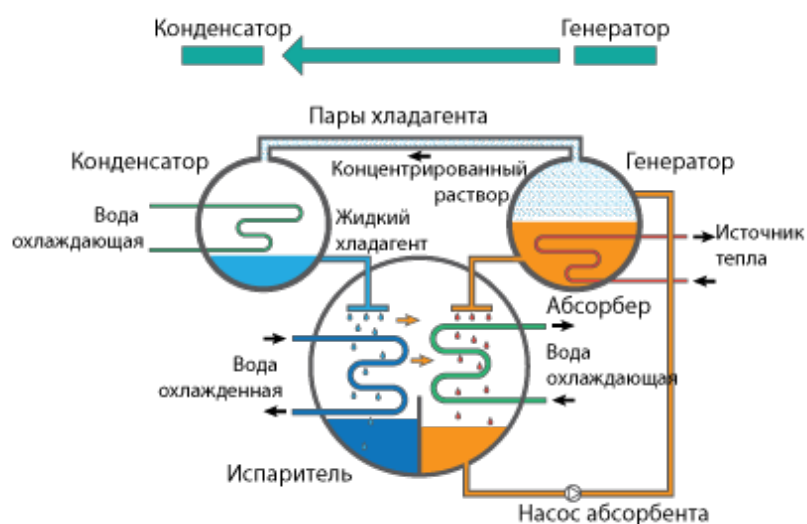 Конденсатор
Генератор
Пары хладагента
Конденсатор
Концентрированный
раствор
Генератор
Вода
охлаждающая
Жидкий
хладагент
Источник
тепла
Абсорбер
Вода
охлажденная
Вода
охлаждающая
Испаритель
Насос абсорбента